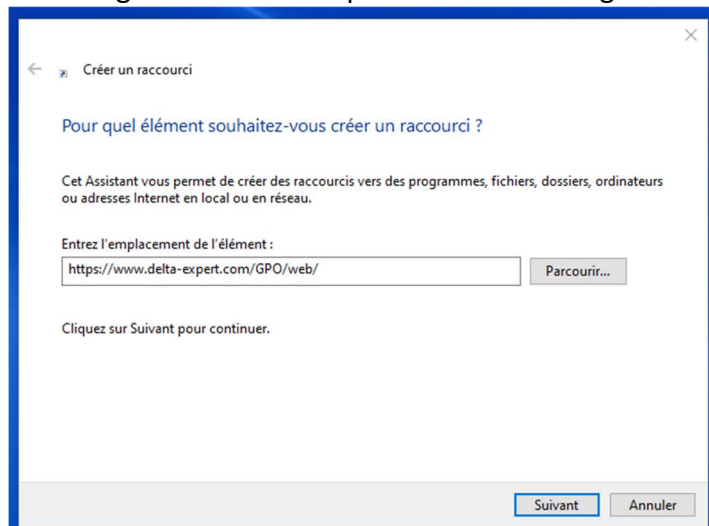 Créer un raccourci
Pour quel élément souhaitez-vous créer un raccourci ?
Cet Assistant vous permet de créer des raccourcis vers des programmes, fichiers, dossiers, ordinateurs
ou adresses Internet en local ou en réseau.
Entrez l'emplacement de l'élément :
https://www.delta-expert.com/GPO/web/
Parcourir...
Cliquez sur Suivant pour continuer.
Suivant Annuler